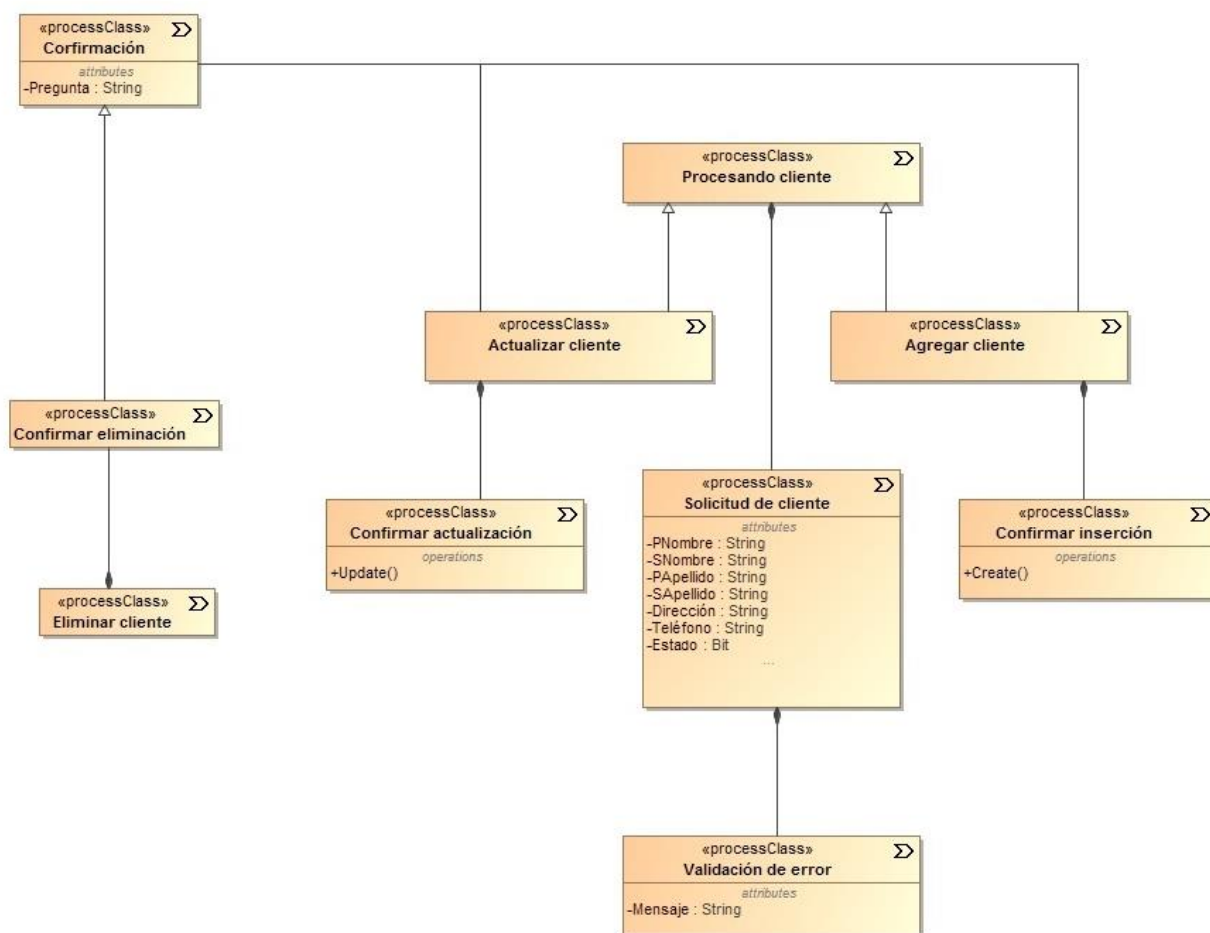 «processClass»
Corfirmación
attributes
-Pregunta : String
«processClass»
Procesando cliente
«processClass»
Actualizar cliente
«processClass»
Agregar cliente
«processClass»
Confirmar eliminación
«processClass»
Eliminar cliente
«processClass»
Confirmar actualización
operations
+Update()
«processClass»
Solicitud de cliente
attributes
-PNombre : String
-SNombre : String
-PApellido : String
-SApellido : String
-Dirección : String
-Teléfono : String
-Estado : Bit
...
«processClass»
Confirmar inserción
operations
+Create()
«processClass»
Validación de error
attributes
-Mensaje : String